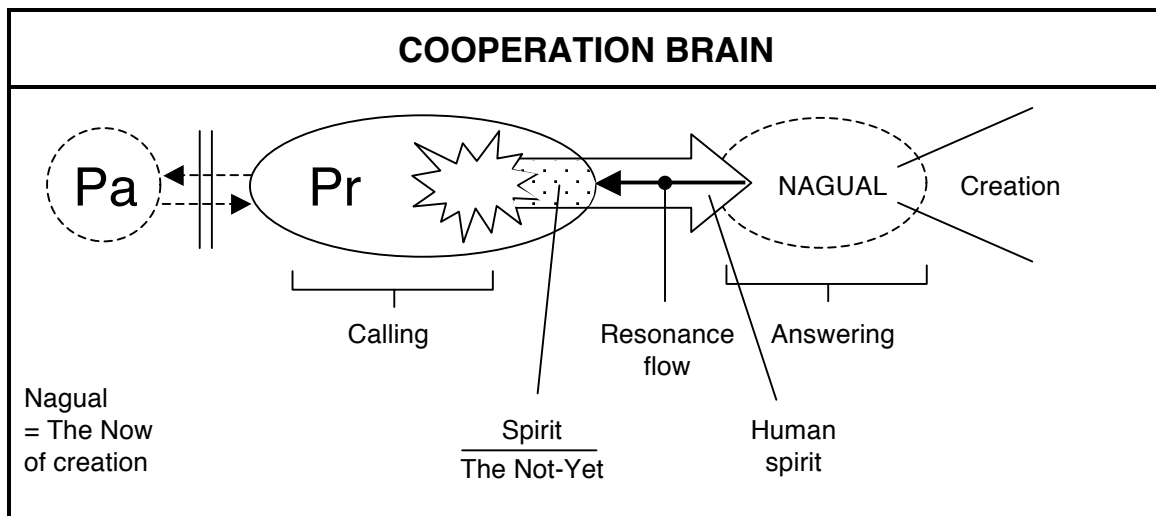 COOPERATION BRAIN
Pa
Pr
NAGUAL
Creation
Calling
Resonance
flow
Answering
Nagual
= The Now
of creation
Spirit
The Not-Yet
Human
spirit